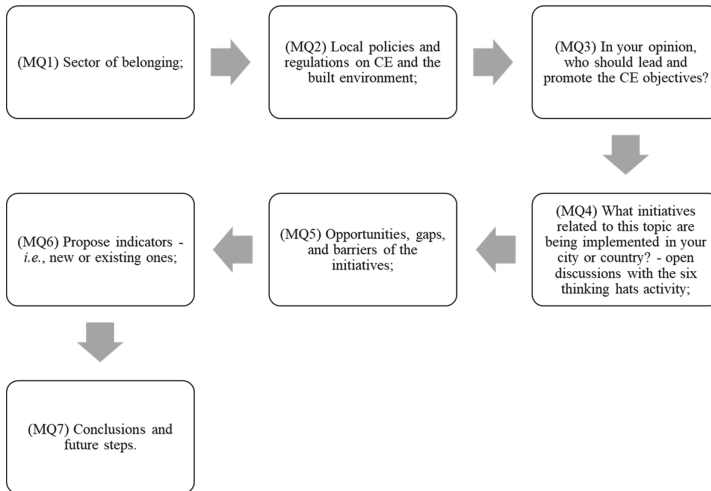 (MQ1) Sector of belonging;
(MQ2) Local policies and
regulations on CE and the
built environment;
(MQ3) In your opinion,
who should lead and
promote the CE objectives?
(MQ4) What initiatives
related to this topic are
being implemented in your
city or country? - open
discussions with the six
thinking hats activity;
(MQ5) Opportunities, gaps,
and barriers of the
initiatives;
(MQ6) Propose indicators -
i.e., new or existing ones;
(MQ7) Conclusions and
future steps.